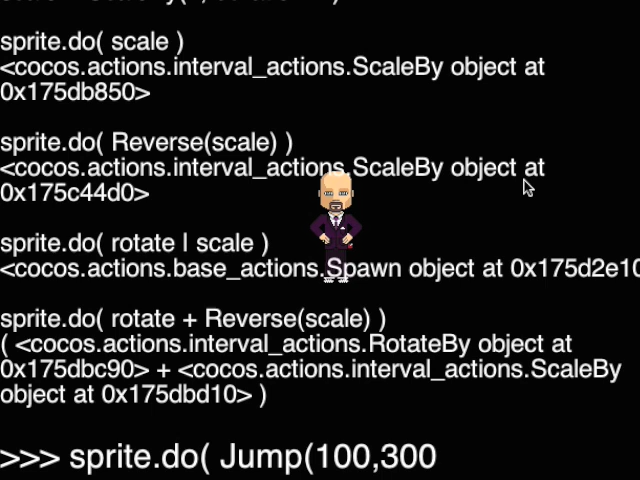 sprite.do( scale )
<cocos.actions.interval_actions.ScaleBy object at
0x175db850>
sprite.do( Reverse(scale) )
<cocos.actions.interval_actions.ScaleBy object at
0x175c44d0>
sprite.do( rotate | scale )
<cocos.actions.base_actions.Spawn object at 0x175d2e10
sprite.do( rotate + Reverse(scale) )
( <cocos.actions.interval_actions.RotateBy object at
0x175dbc90> + <cocos.actions.interval_actions.ScaleBy
object at 0x175dbd10> )
>>> sprite.do( Jump(100,300